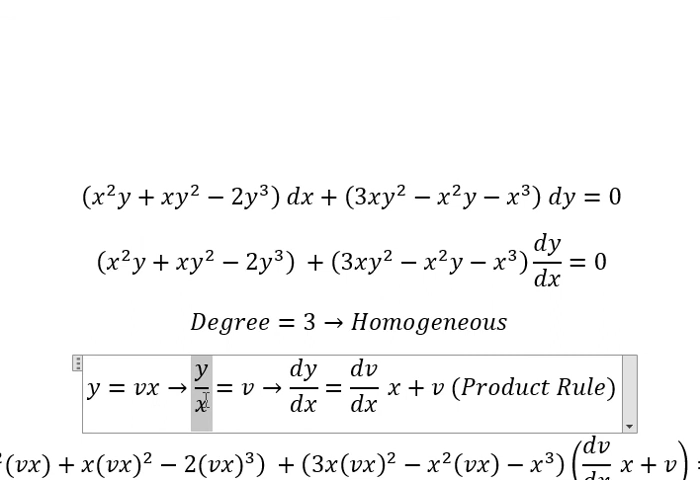 (x²y + xy² − 2y³) dx + (3xy² − x²y − x³) dy = 0
(x²y + xy² − 2y³) + (3xy² − x²y − x³) dy/dx = 0
Degree = 3 → Homogeneous
y = vx → y/x = v → dy/dx = dv/dx x + v (Product Rule)
²(vx) + x(vx)² − 2(vx)³) + (3x(vx)² − x²(vx) − x³) (dv/dx x + v) =